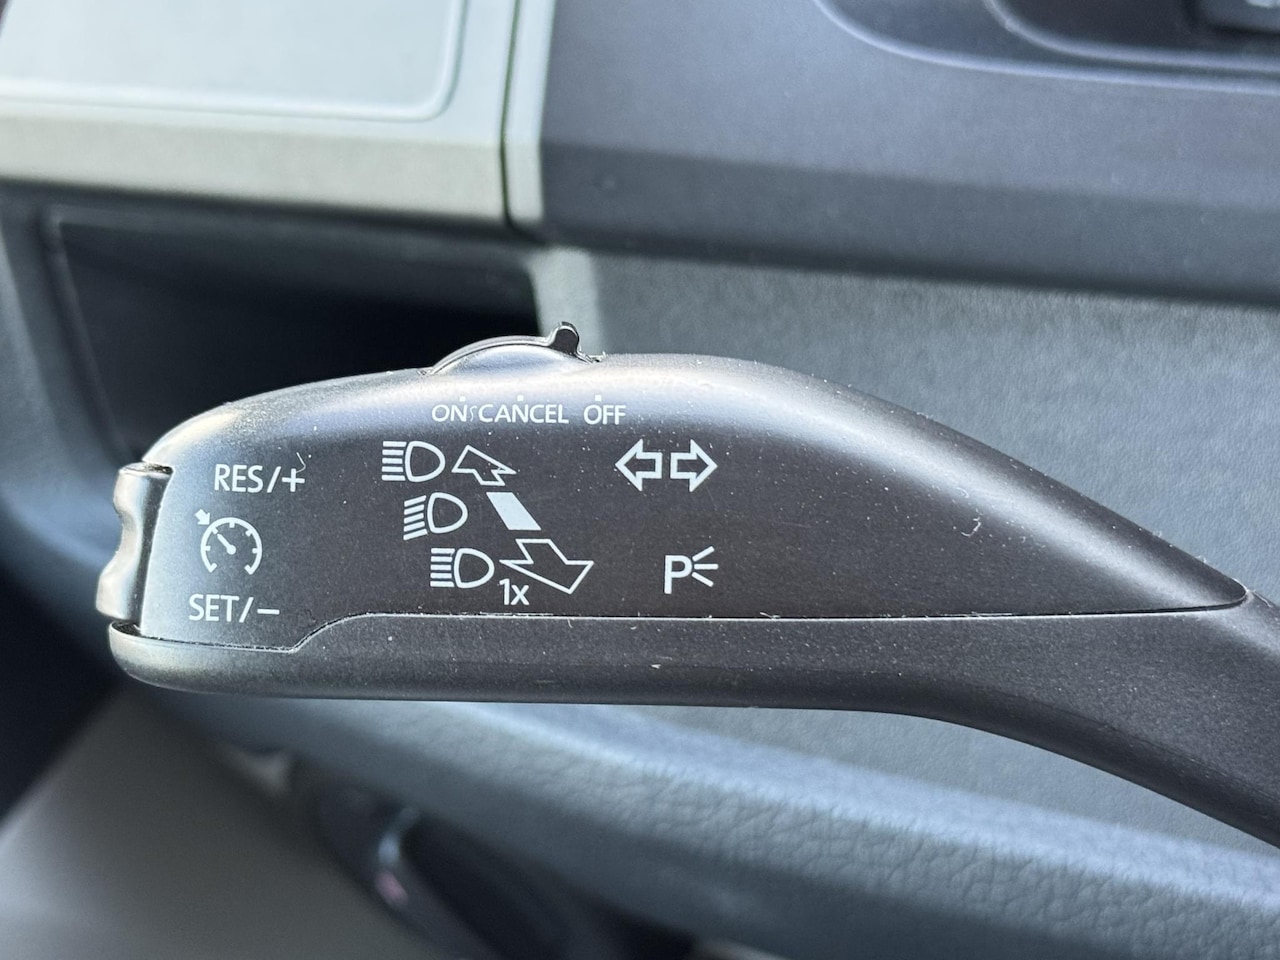 ON CANCEL OFF
RES/+
SET/−
1x
P